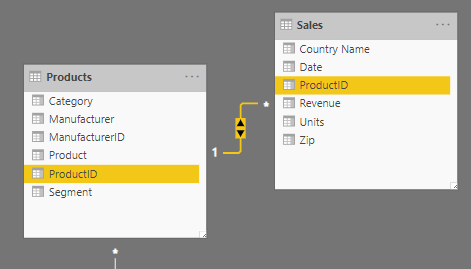 Products
...
Category
Manufacturer
ManufacturerID
Product
ProductID
Segment
*
1
*
Sales
...
Country Name
Date
ProductID
Revenue
Units
Zip